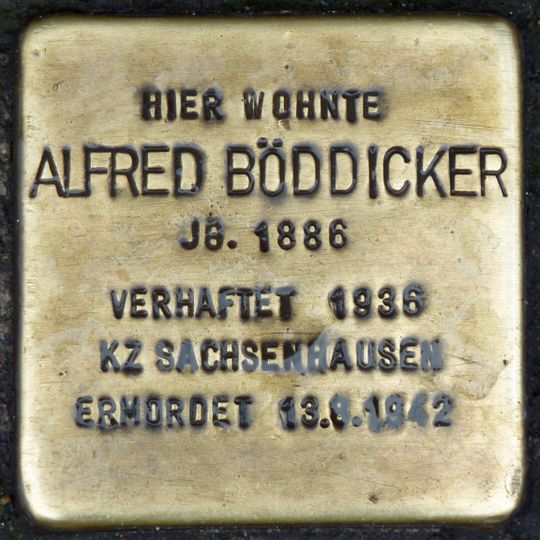 HIER WOHNTE
ALFRED BÖDDICKER
JG. 1886
VERHAFTET 1936
KZ SACHSENHAUSEN
ERMORDET